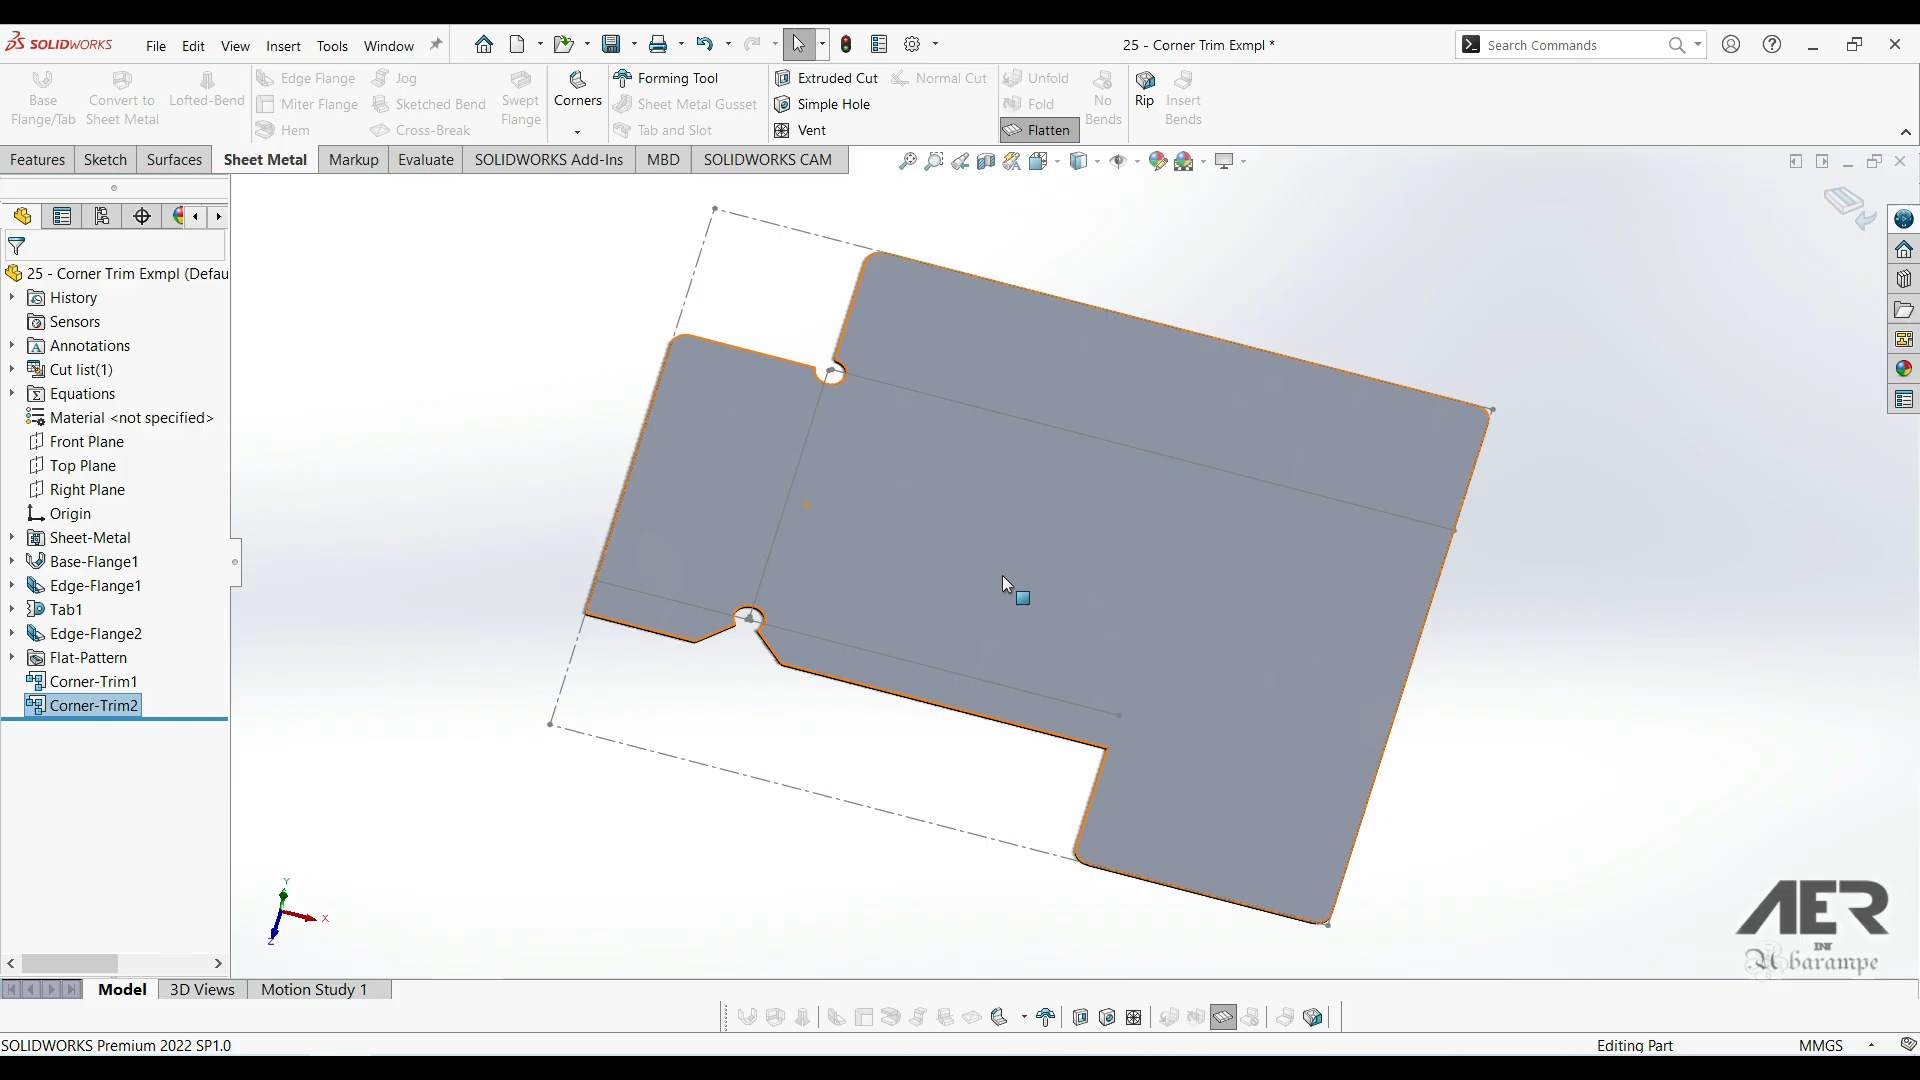 SOLIDWORKS
File Edit View Insert Tools Window
25 - Corner Trim Exmpl *
Search Commands
Base Flange/Tab
Convert to Sheet Metal
Lofted-Bend
Edge Flange
Miter Flange
Hem
Jog
Sketched Bend
Cross-Break
Swept Flange
Corners
Forming Tool
Sheet Metal Gusset
Tab and Slot
Extruded Cut
Simple Hole
Vent
Normal Cut
Unfold
Fold
Flatten
No Bends
Rip
Insert Bends
Features Sketch Surfaces Sheet Metal Markup Evaluate SOLIDWORKS Add-Ins MBD SOLIDWORKS CAM
25 - Corner Trim Exmpl (Defau
History
Sensors
Annotations
Cut list(1)
Equations
Material <not specified>
Front Plane
Top Plane
Right Plane
Origin
Sheet-Metal
Base-Flange1
Edge-Flange1
Tab1
Edge-Flange2
Flat-Pattern
Corner-Trim1
Corner-Trim2
Y
X
Z
AER
INT
Abarampe
Model 3D Views Motion Study 1
SOLIDWORKS Premium 2022 SP1.0
Editing Part
MMGS